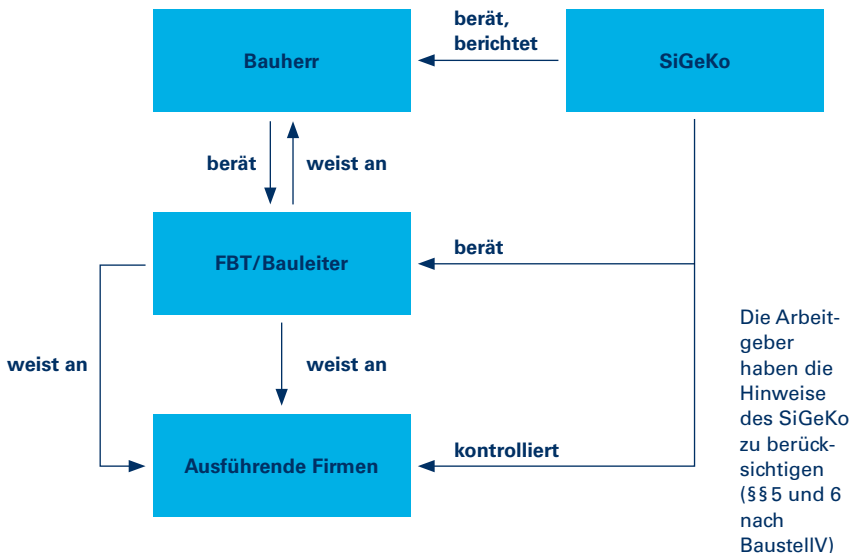 berät,
berichtet
Bauherr
SiGeKo
berät
weist an
FBT/Bauleiter
berät
weist an
weist an
Ausführende Firmen
kontrolliert
Die Arbeit-
geber
haben die
Hinweise
des SiGeKo
zu berück-
sichtigen
(§§ 5 und 6
nach
BaustellV)